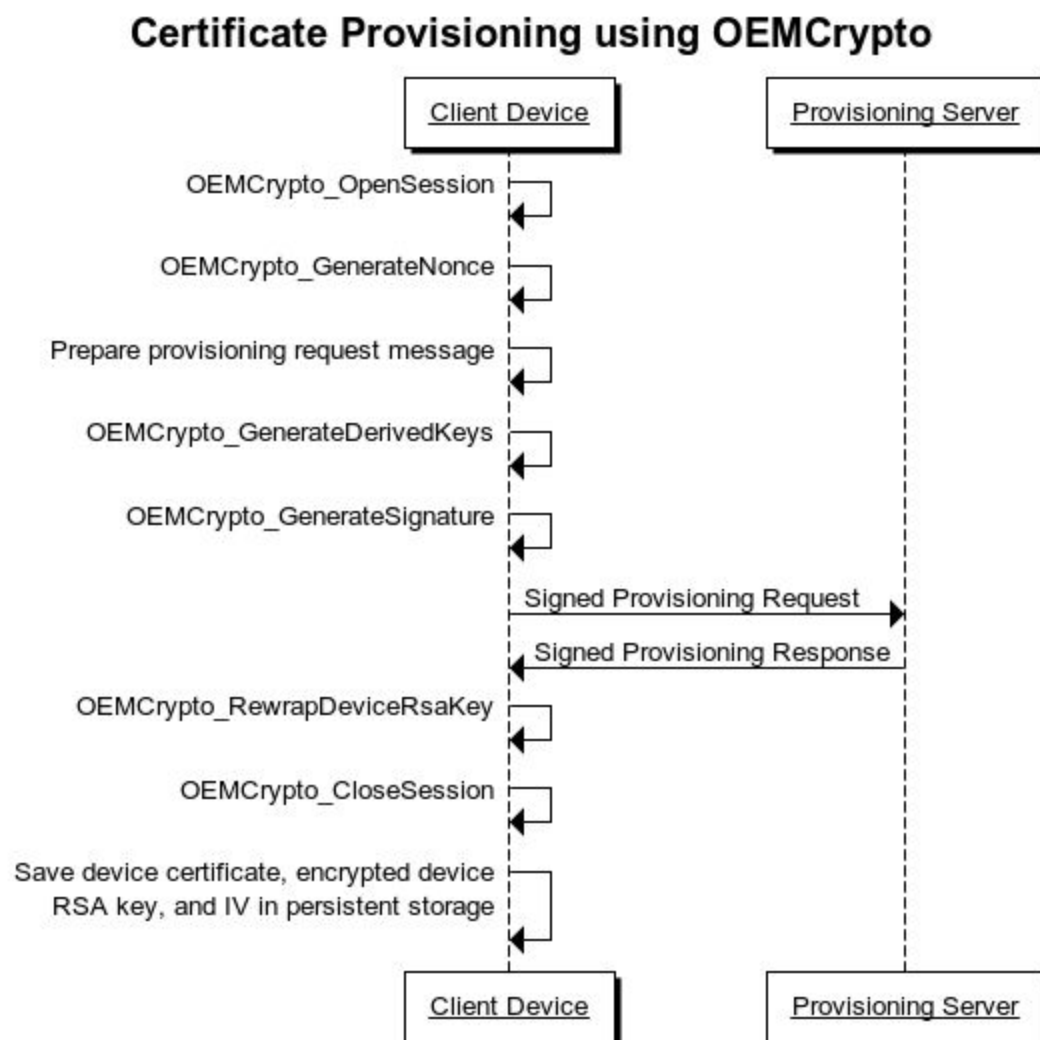 Certificate Provisioning using OEMCrypto
Client Device
Provisioning Server
OEMCrypto_OpenSession
OEMCrypto_GenerateNonce
Prepare provisioning request message
OEMCrypto_GenerateDerivedKeys
OEMCrypto_GenerateSignature
Signed Provisioning Request
Signed Provisioning Response
OEMCrypto_RewrapDeviceRsaKey
OEMCrypto_CloseSession
Save device certificate, encrypted device
RSA key, and IV in persistent storage
Client Device
Provisioning Server